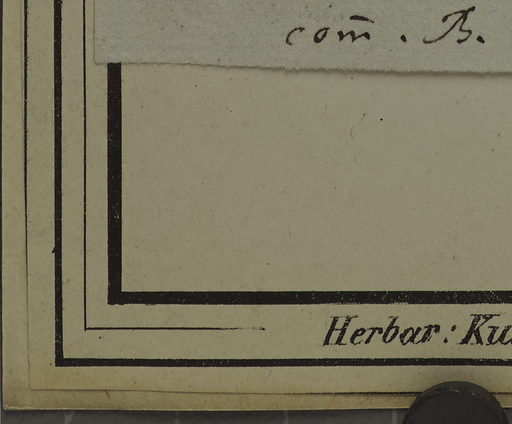 com̄. B.
Herbar: Ku